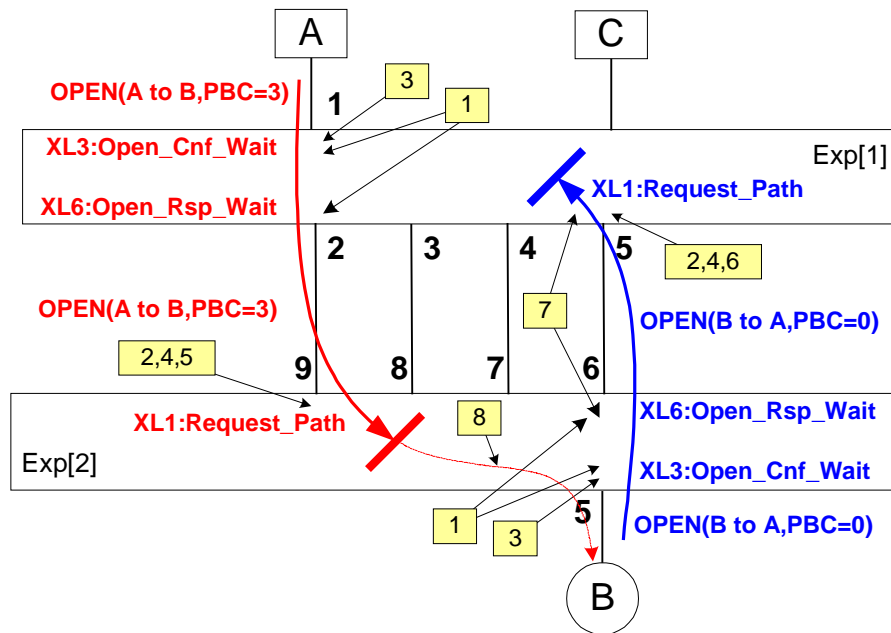 A
C
OPEN(A to B,PBC=3)
1
3
1
XL3:Open_Cnf_Wait
Exp[1]
XL1:Request_Path
XL6:Open_Rsp_Wait
2
3
4
5
2,4,6
OPEN(A to B,PBC=3)
7
OPEN(B to A,PBC=0)
2,4,5
9
8
7
6
XL1:Request_Path
8
XL6:Open_Rsp_Wait
Exp[2]
XL3:Open_Cnf_Wait
1
3
5
OPEN(B to A,PBC=0)
B